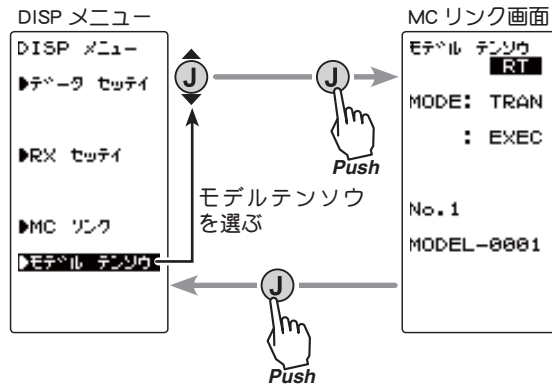 DISP メニュー
DISP メニュー
▶データ セッテイ
▶RX セッテイ
▶MC リンク
▶モデル テンソウ
J
J
Push
モデルテンソウ
を選ぶ
J
Push
MC リンク画面
モデル テンソウ
RT
MODE: TRAN
: EXEC
No.1
MODEL-0001